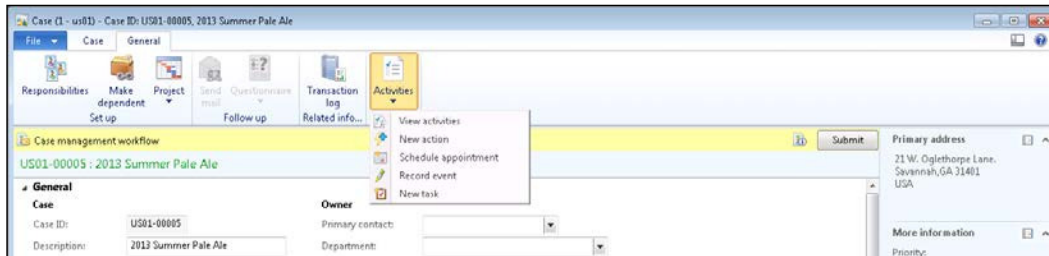 Case (1 - us01) - Case ID: US01-00005, 2013 Summer Pale Ale
File Case General
Responsibilities Make dependent Project Send mail Questionnaire Transaction log Activities
Set up Follow up Related info...
View activities
New action
Schedule appointment
Record event
New task
Case management workflow Submit
US01-00005 : 2013 Summer Pale Ale
General
Case Owner
Case ID: US01-00005 Primary contact:
Description: 2013 Summer Pale Ale Department:
Primary address
21 W. Oglethorpe Lane.
Savannah,GA 31401
USA
More information
Priority: